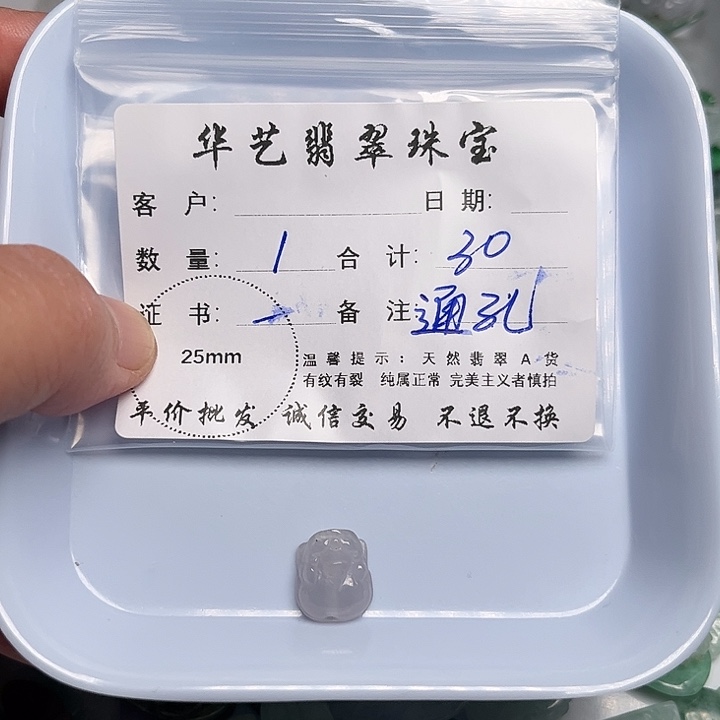 华艺翡翠珠宝
客 户: 日 期:
数 量: 1 合 计: 30
证 书: 一 备 注: 通孔
25mm
温馨提示: 天然翡翠A货
有纹有裂 纯属正常 完美主义者慎拍
平价批发 诚信交易 不退不换